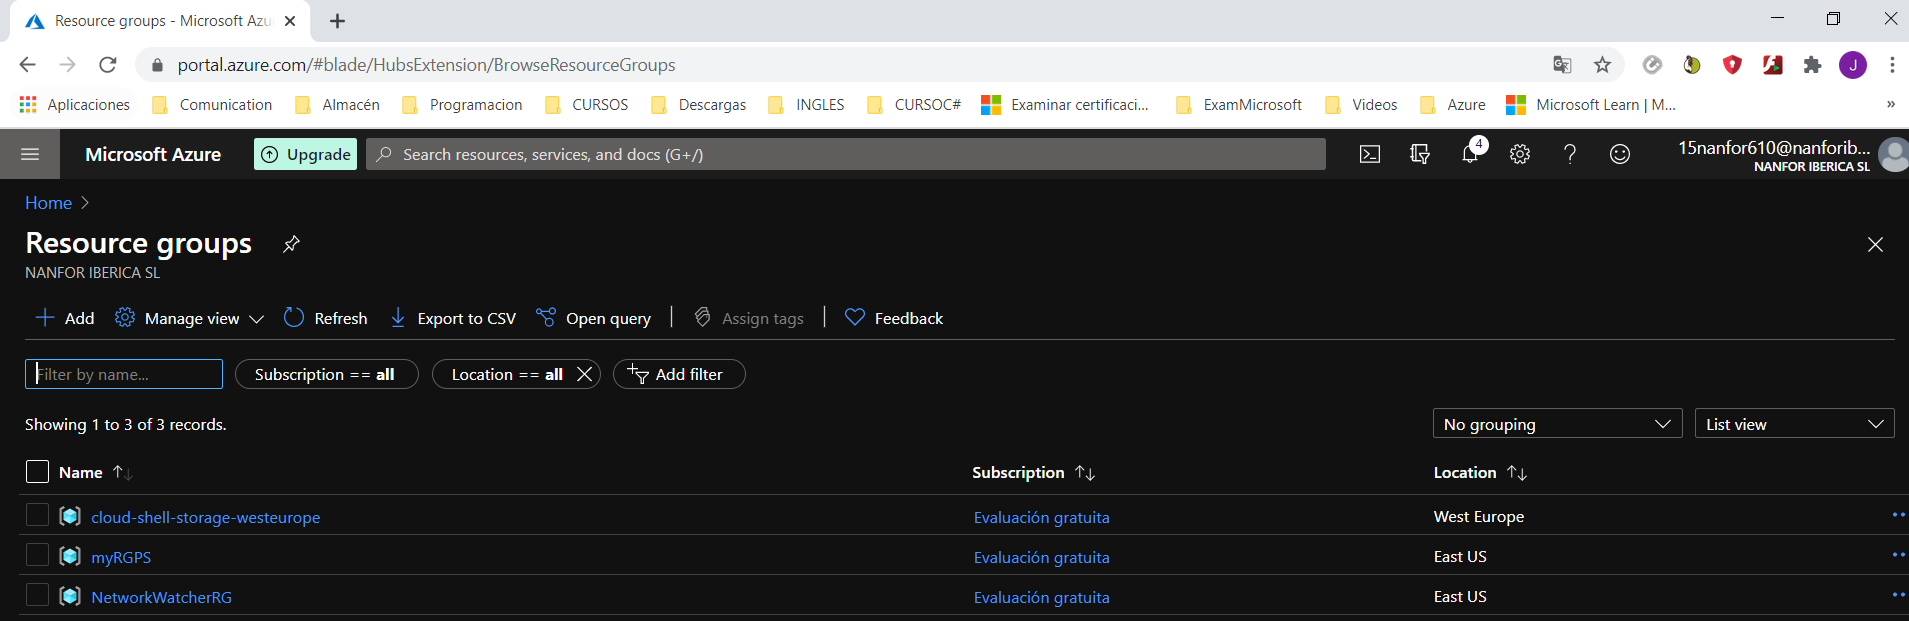 Resource groups - Microsoft Azu
portal.azure.com/#blade/HubsExtension/BrowseResourceGroups
J
Aplicaciones Comunication Almacén Programacion CURSOS Descargas INGLES CURSOC# Examinar certificaci... ExamMicrosoft Videos Azure Microsoft Learn | M... »
Microsoft Azure Upgrade Search resources, services, and docs (G+/) 4 15nanfor610@nanforib...
NANFOR IBERICA SL
Home >
Resource groups
NANFOR IBERICA SL
Add Manage view Refresh Export to CSV Open query Assign tags Feedback
Filter by name... Subscription == all Location == all Add filter
Showing 1 to 3 of 3 records. No grouping List view
Name Subscription Location
cloud-shell-storage-westeurope Evaluación gratuita West Europe
myRGPS Evaluación gratuita East US
NetworkWatcherRG Evaluación gratuita East US